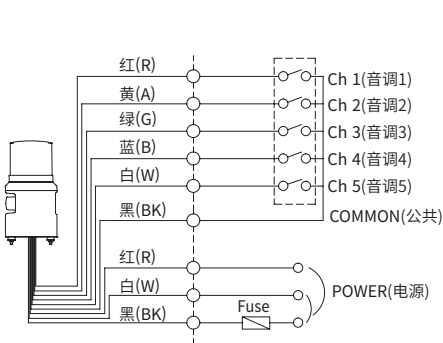 红(R)
Ch 1(音调1)
黄(A)
Ch 2(音调2)
绿(G)
Ch 3(音调3)
蓝(B)
Ch 4(音调4)
白(W)
Ch 5(音调5)
黑(BK)
COMMON(公共)
红(R)
白(W)
POWER(电源)
黑(BK)
Fuse